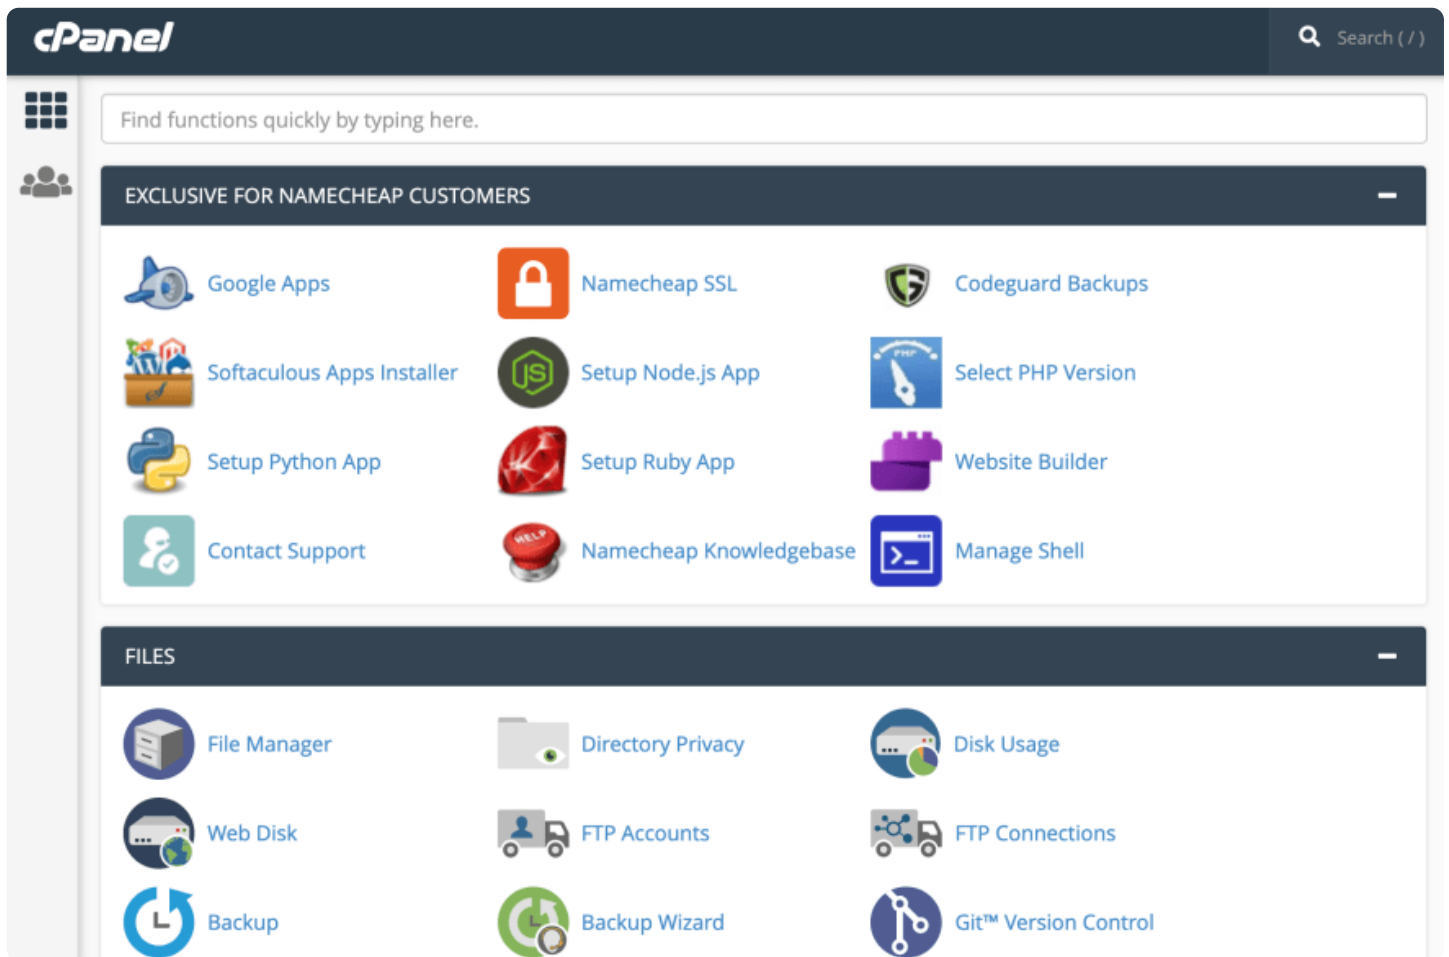 cPanel
Search ( / )
Find functions quickly by typing here.
EXCLUSIVE FOR NAMECHEAP CUSTOMERS
Google Apps
Namecheap SSL
Codeguard Backups
Softaculous Apps Installer
JS
Setup Node.js App
PHP
Select PHP Version
Setup Python App
Setup Ruby App
Website Builder
Contact Support
HELP
Namecheap Knowledgebase
>_
Manage Shell
FILES
File Manager
Directory Privacy
Disk Usage
Web Disk
FTP Accounts
FTP Connections
Backup
Backup Wizard
Git™ Version Control